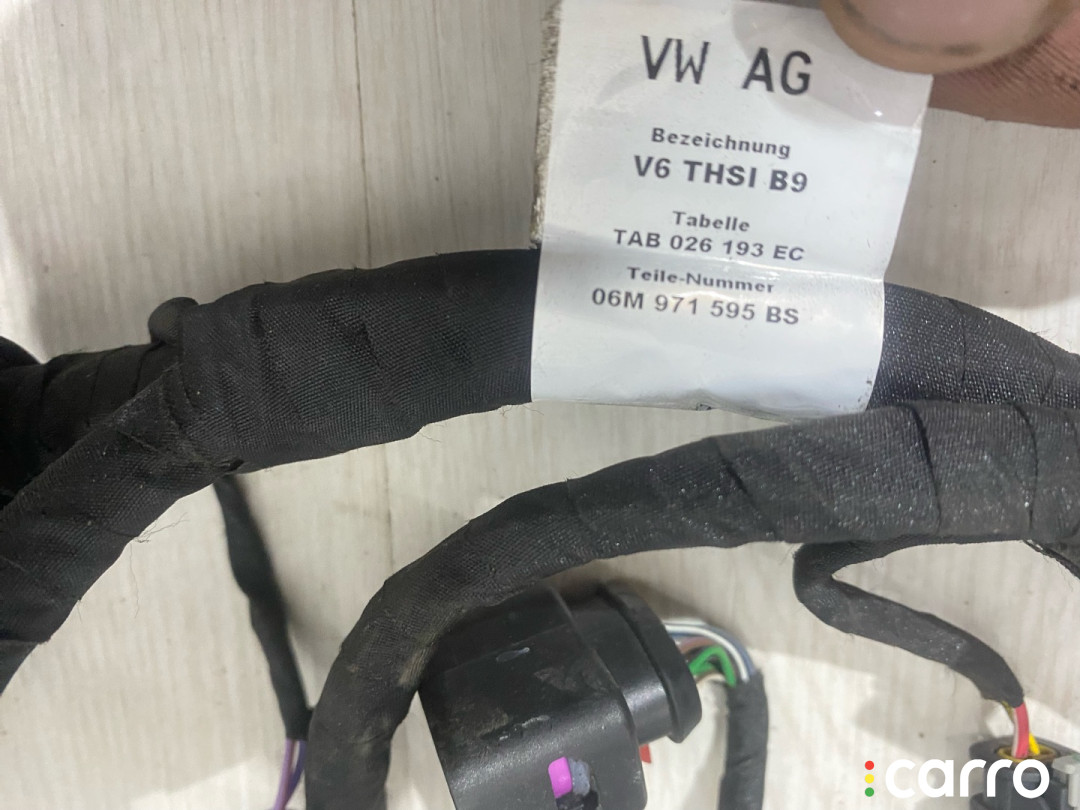 VW AG
Bezeichnung
V6 THSI B9
Tabelle
TAB 026 193 EC
Teile-Nummer
06M 971 595 BS
carro